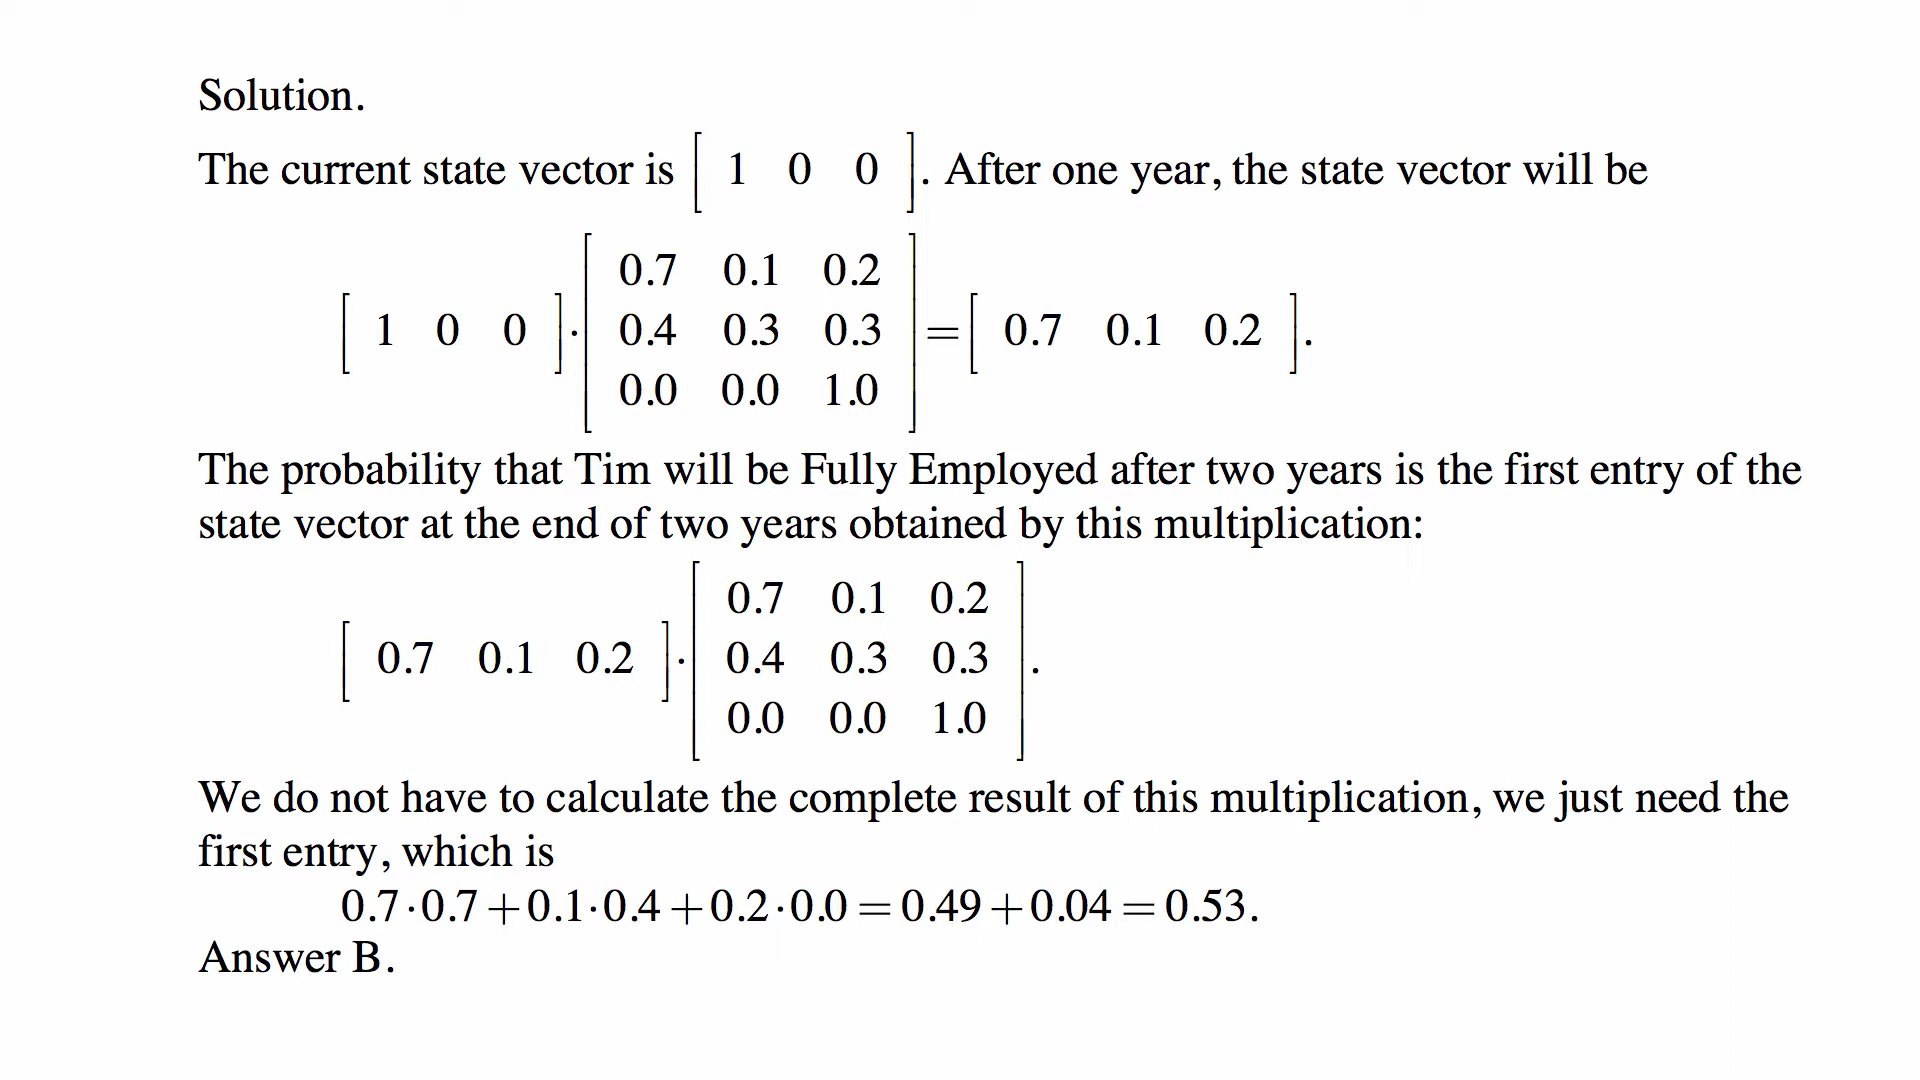 Solution.
The current state vector is [ 1 0 0 ]. After one year, the state vector will be
[ 1 0 0 ] · [ 0.7 0.1 0.2
0.4 0.3 0.3
0.0 0.0 1.0 ] = [ 0.7 0.1 0.2 ].
The probability that Tim will be Fully Employed after two years is the first entry of the
state vector at the end of two years obtained by this multiplication:
[ 0.7 0.1 0.2 ] · [ 0.7 0.1 0.2
0.4 0.3 0.3
0.0 0.0 1.0 ].
We do not have to calculate the complete result of this multiplication, we just need the
first entry, which is
0.7·0.7+0.1·0.4+0.2·0.0=0.49+0.04=0.53.
Answer B.